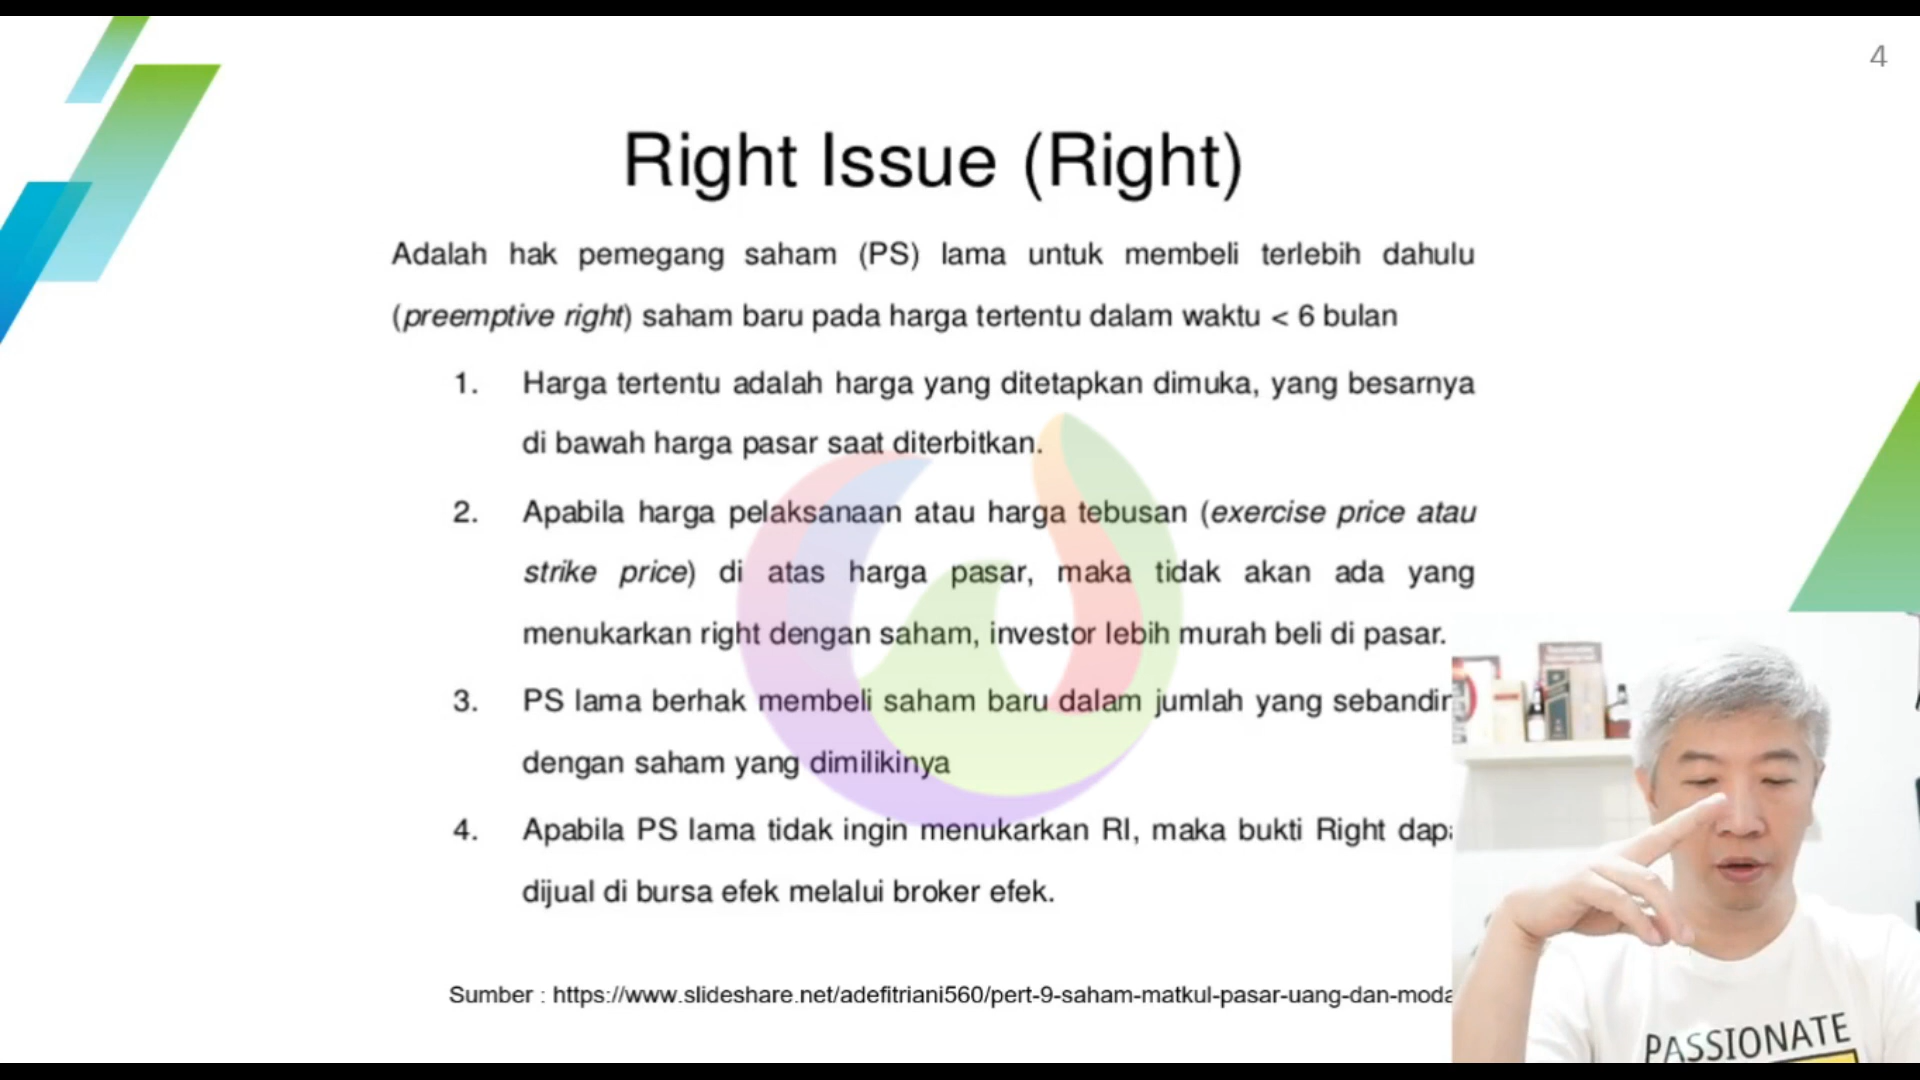 4
Right Issue (Right)
Adalah hak pemegang saham (PS) lama untuk membeli terlebih dahulu
(preemptive right) saham baru pada harga tertentu dalam waktu < 6 bulan
1. Harga tertentu adalah harga yang ditetapkan dimuka, yang besarnya
di bawah harga pasar saat diterbitkan.
2. Apabila harga pelaksanaan atau harga tebusan (exercise price atau
strike price) di atas harga pasar, maka tidak akan ada yang
menukarkan right dengan saham, investor lebih murah beli di pasar.
3. PS lama berhak membeli saham baru dalam jumlah yang
dengan saham yang dimilikinya
4. Apabila PS lama tidak ingin menukarkan RI, maka bukti Right
dijual di bursa efek melalui broker efek.
Sumber : https://www.slideshare.net/adefitriani560/pert-9-saham-matkul-pasar-uang-dan-moda
PASSIONATE